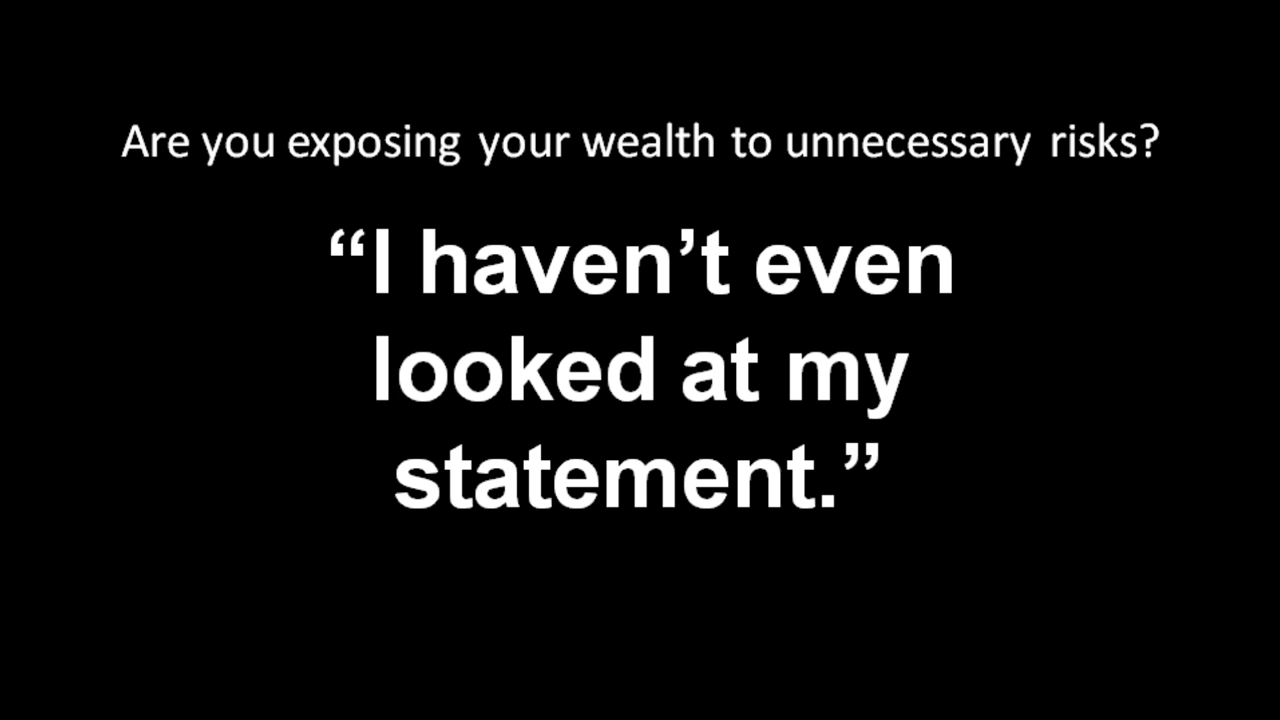 Are you exposing your wealth to unnecessary risks?
“I haven’t even
looked at my
statement.”